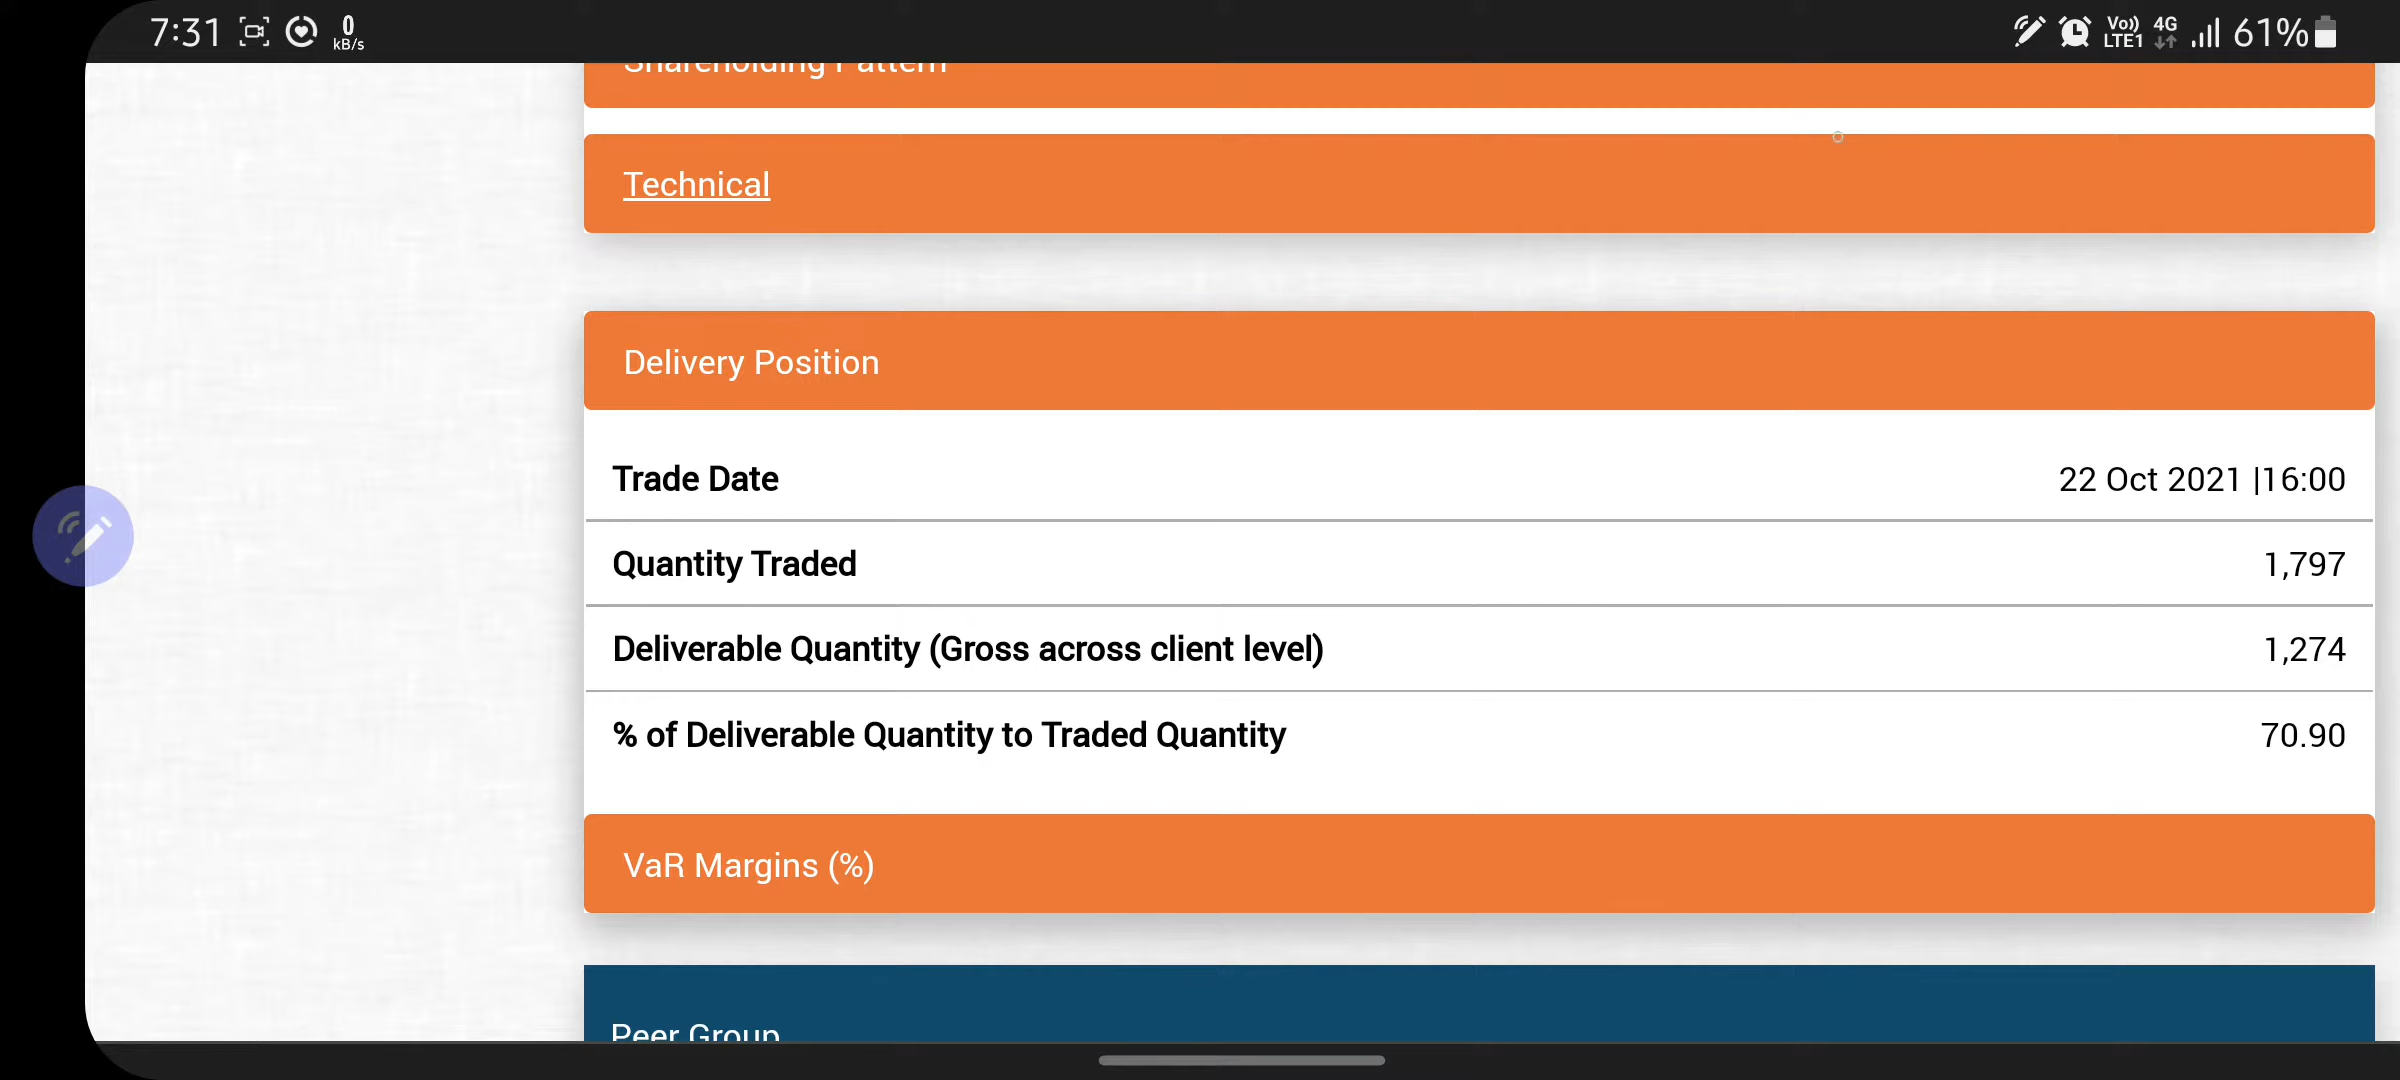 7:31 0 kB/s Vo)) LTE1 4G 61%
Shareholding Pattern
Technical
Delivery Position
Trade Date 22 Oct 2021 |16:00
Quantity Traded 1,797
Deliverable Quantity (Gross across client level) 1,274
% of Deliverable Quantity to Traded Quantity 70.90
VaR Margins (%)
Peer Group